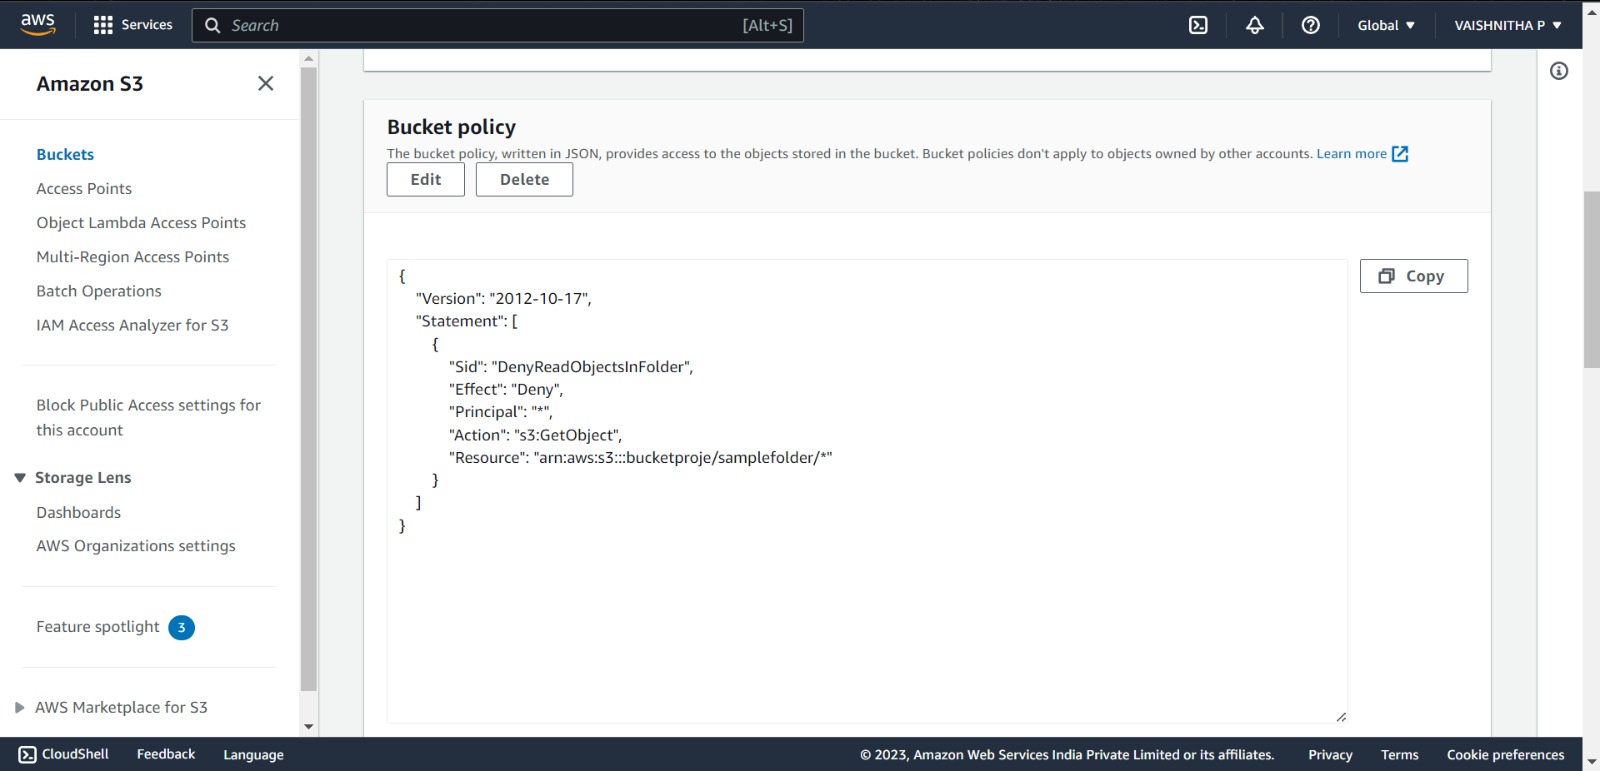 aws
Services
Search
[Alt+S]
Global
VAISHNITHA P
Amazon S3
Buckets
Access Points
Object Lambda Access Points
Multi-Region Access Points
Batch Operations
IAM Access Analyzer for S3
Block Public Access settings for
this account
Storage Lens
Dashboards
AWS Organizations settings
Feature spotlight 3
AWS Marketplace for S3
Bucket policy
The bucket policy, written in JSON, provides access to the objects stored in the bucket. Bucket policies don't apply to objects owned by other accounts. Learn more
Edit
Delete
Copy
{
"Version": "2012-10-17",
"Statement": [
{
"Sid": "DenyReadObjectsInFolder",
"Effect": "Deny",
"Principal": "*",
"Action": "s3:GetObject",
"Resource": "arn:aws:s3:::bucketproje/samplefolder/*"
}
]
}
CloudShell
Feedback
Language
© 2023, Amazon Web Services India Private Limited or its affiliates.
Privacy
Terms
Cookie preferences